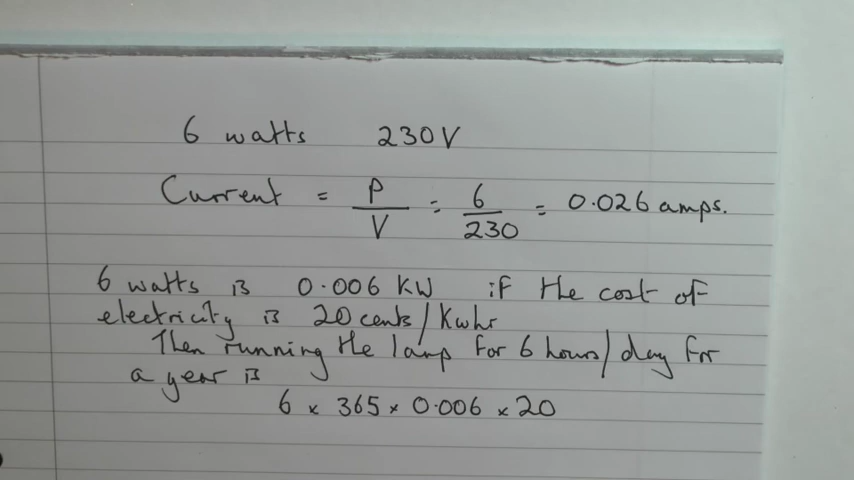 6 watts 230V
Current = P/V = 6/230 = 0.026 amps.
6 watts is 0.006 KW if the cost of
electricity is 20 cents/Kwhr
Then running the lamp for 6 hours/day for
a year is
6 x 365 x 0.006 x 20